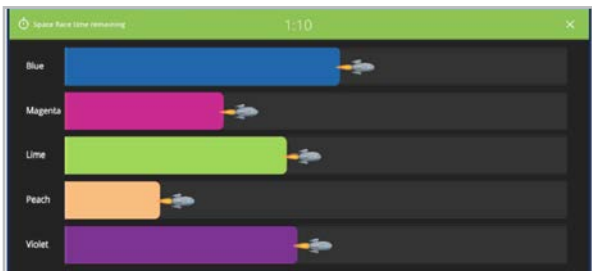 Space Race time remaining
1:10
Blue
Magenta
Lime
Peach
Violet